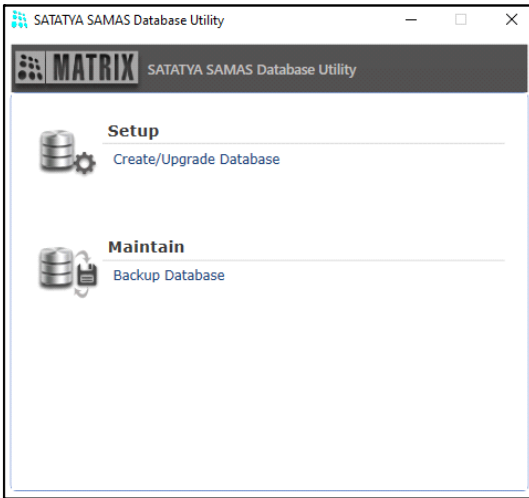 SATATYA SAMAS Database Utility
MATRIX SATATYA SAMAS Database Utility
Setup
Create/Upgrade Database
Maintain
Backup Database